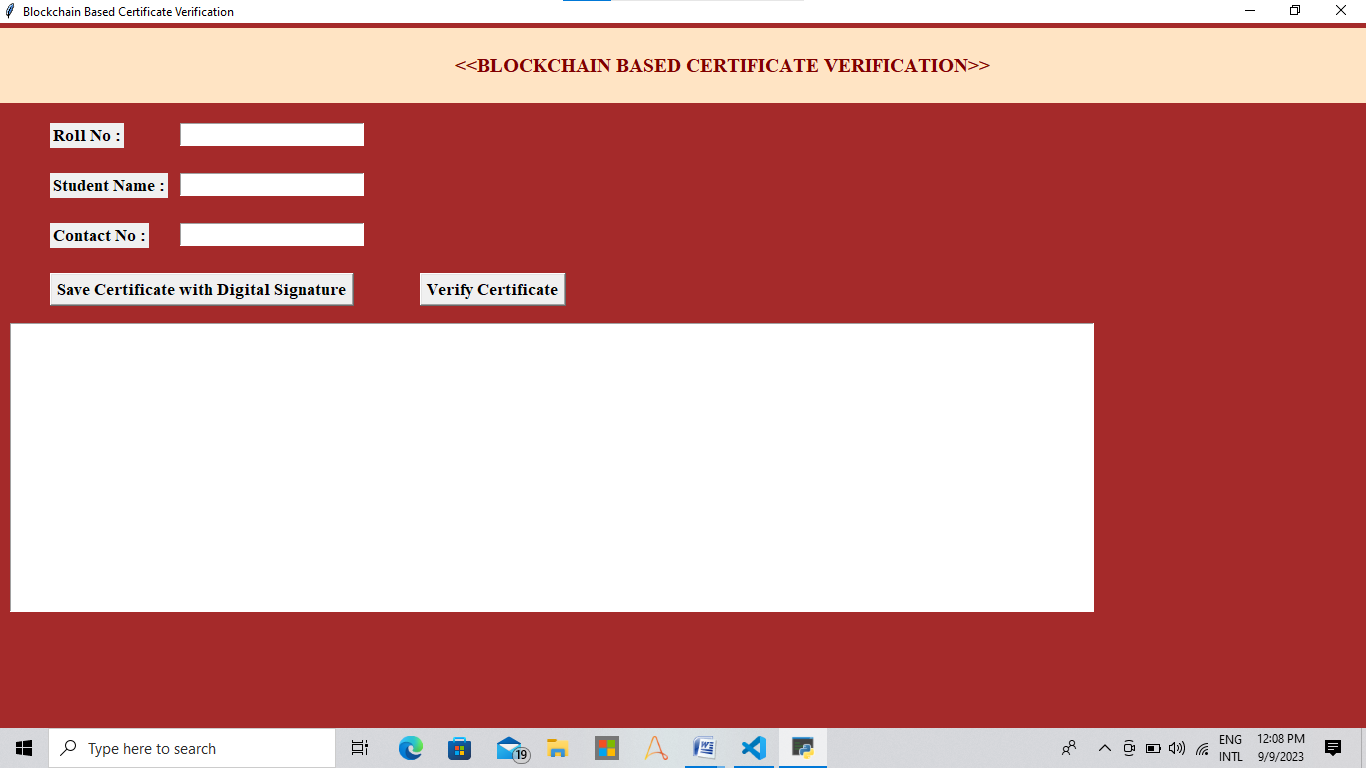 Blockchain Based Certificate Verification
<<BLOCKCHAIN BASED CERTIFICATE VERIFICATION>>
Roll No :
Student Name :
Contact No :
Save Certificate with Digital Signature
Verify Certificate
Type here to search
19
ENG
INTL
12:08 PM
9/9/2023